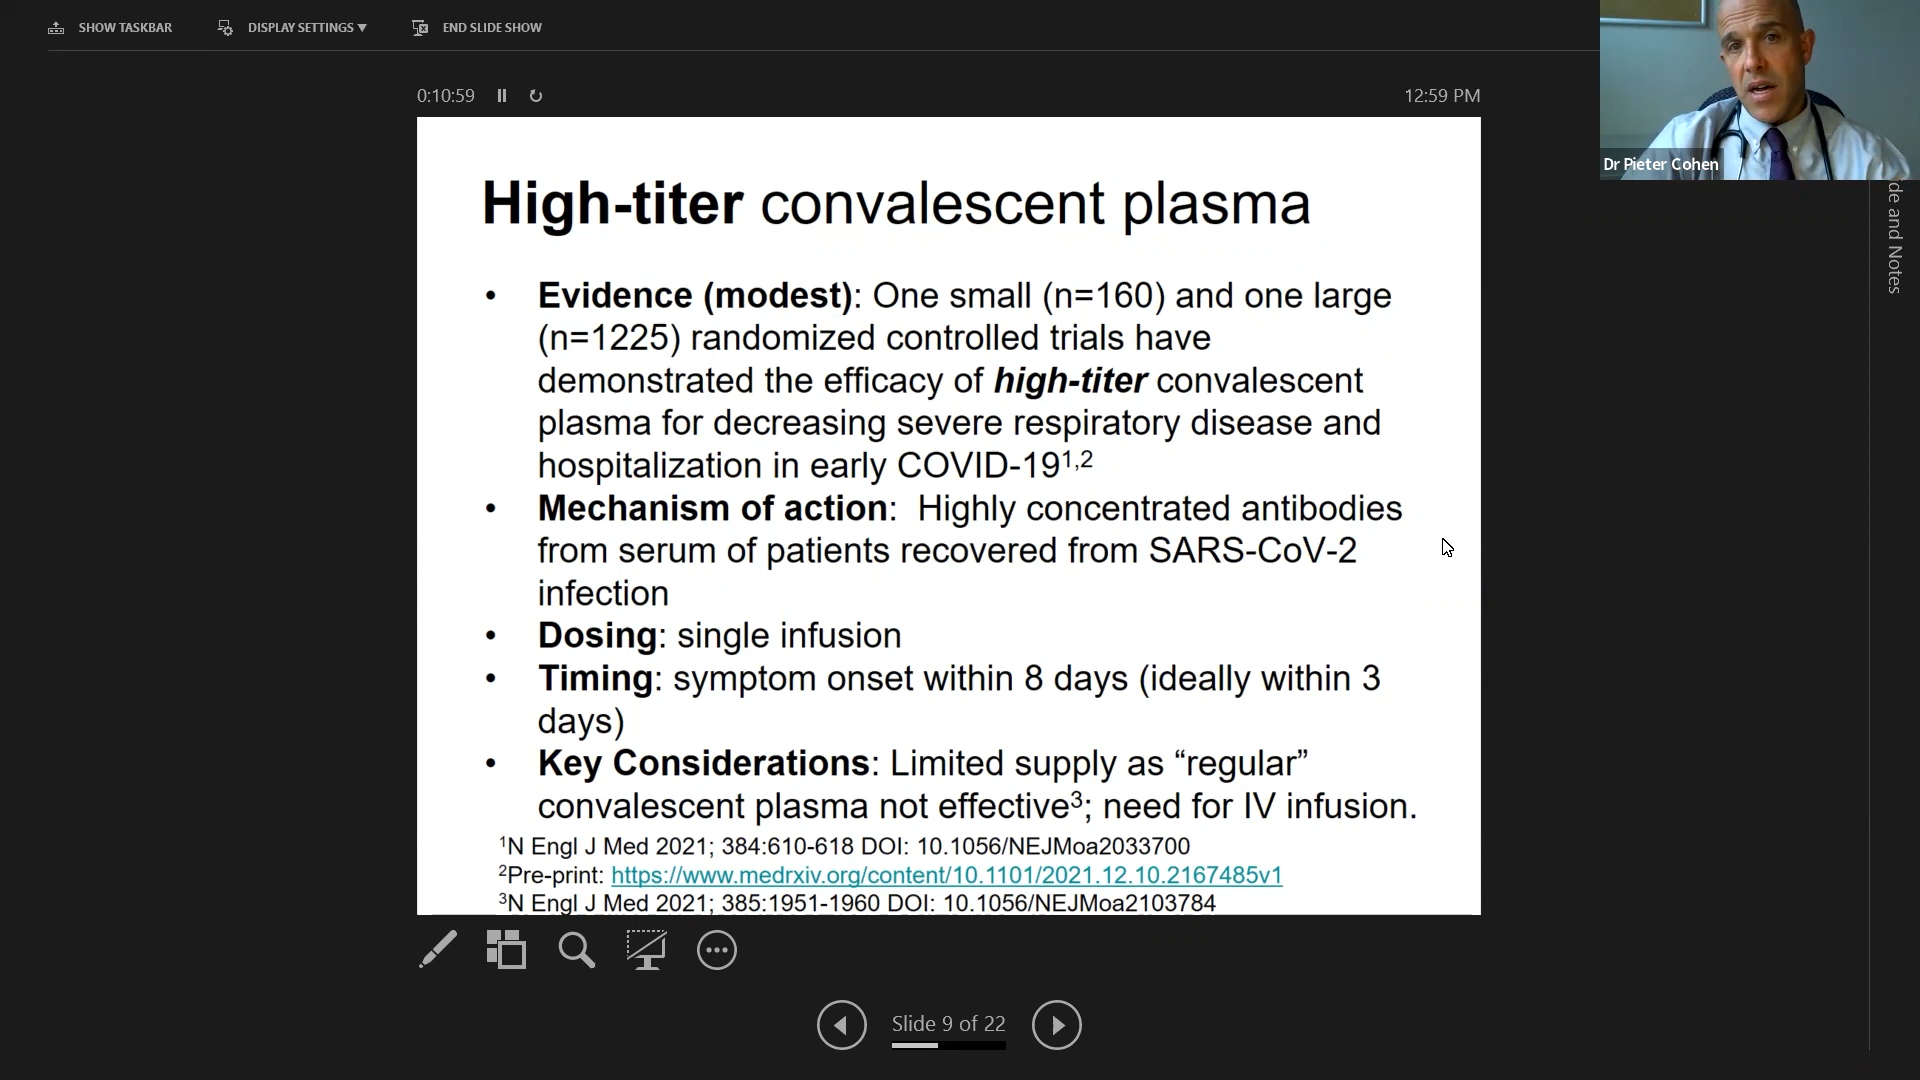 SHOW TASKBAR DISPLAY SETTINGS ▾ END SLIDE SHOW
0:10:59 12:59 PM
Dr Pieter Cohen
de and Notes
High-titer convalescent plasma
• Evidence (modest): One small (n=160) and one large
(n=1225) randomized controlled trials have
demonstrated the efficacy of high-titer convalescent
plasma for decreasing severe respiratory disease and
hospitalization in early COVID-19¹,²
• Mechanism of action:  Highly concentrated antibodies
from serum of patients recovered from SARS-CoV-2
infection
• Dosing: single infusion
• Timing: symptom onset within 8 days (ideally within 3
days)
• Key Considerations: Limited supply as “regular”
convalescent plasma not effective³; need for IV infusion.
¹N Engl J Med 2021; 384:610-618 DOI: 10.1056/NEJMoa2033700
²Pre-print: https://www.medrxiv.org/content/10.1101/2021.12.10.2167485v1
³N Engl J Med 2021; 385:1951-1960 DOI: 10.1056/NEJMoa2103784
Slide 9 of 22